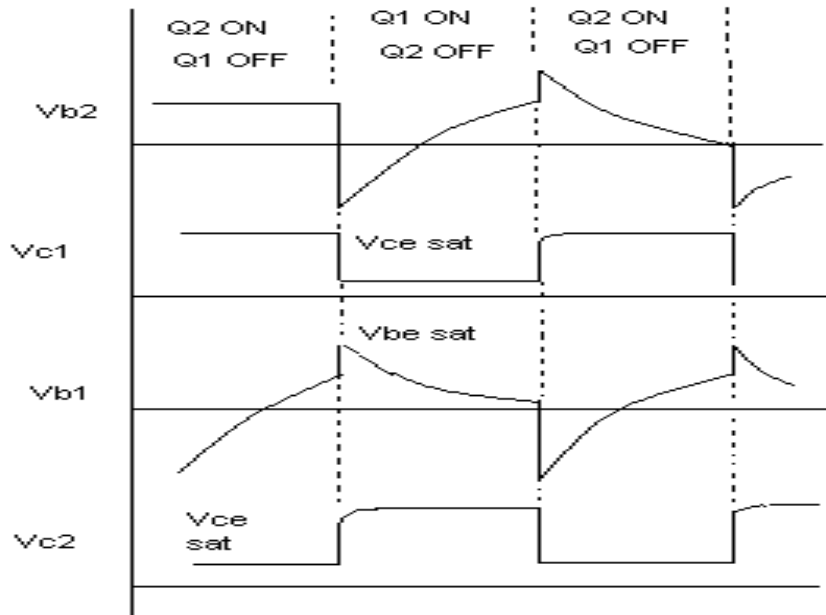 Q2 ON
Q1 OFF
Q1 ON
Q2 OFF
Q2 ON
Q1 OFF
Vb2
Vc1
Vce sat
Vbe sat
Vb1
Vce
sat
Vc2